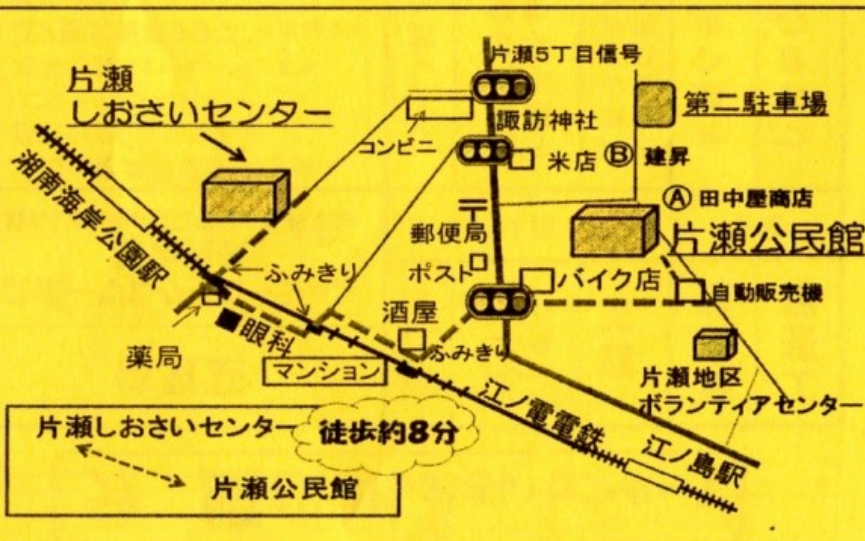 片瀬5丁目信号
片瀬
しおさいセンター
第二駐車場
諏訪神社
コンビニ
米店
Ⓑ 建昇
湘南海岸公園駅
Ⓐ 田中屋商店
〒
郵便局
片瀬公民館
ポスト
ふみきり
バイク店
自動販売機
酒屋
眼科
薬局
ふみきり
マンション
片瀬地区
ボランティアセンター
江ノ電電鉄
江ノ島駅
片瀬しおさいセンター
徒歩約8分
片瀬公民館